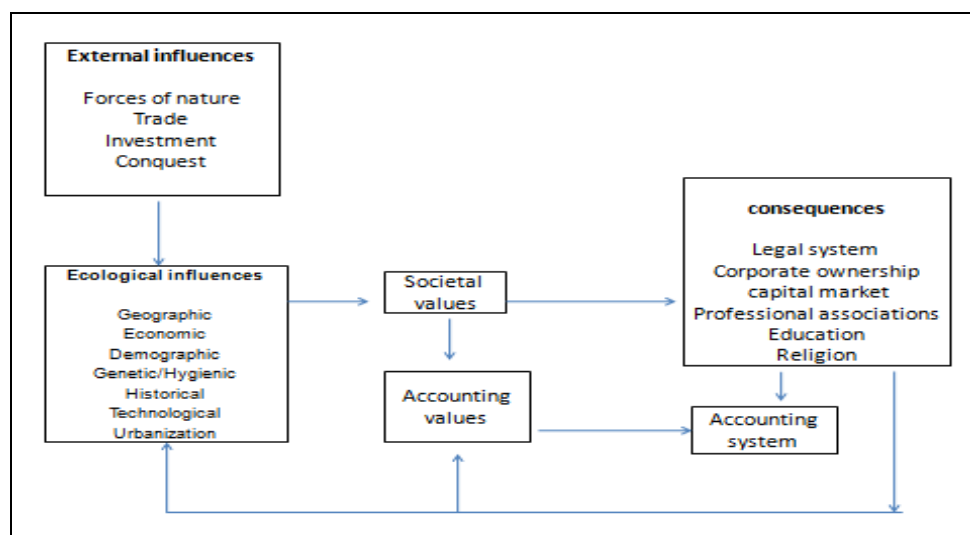 External influences
Forces of nature
Trade
Investment
Conquest
Ecological influences
Geographic
Economic
Demographic
Genetic/Hygienic
Historical
Technological
Urbanization
Societal
values
Accounting
values
consequences
Legal system
Corporate ownership
capital market
Professional associations
Education
Religion
Accounting
system